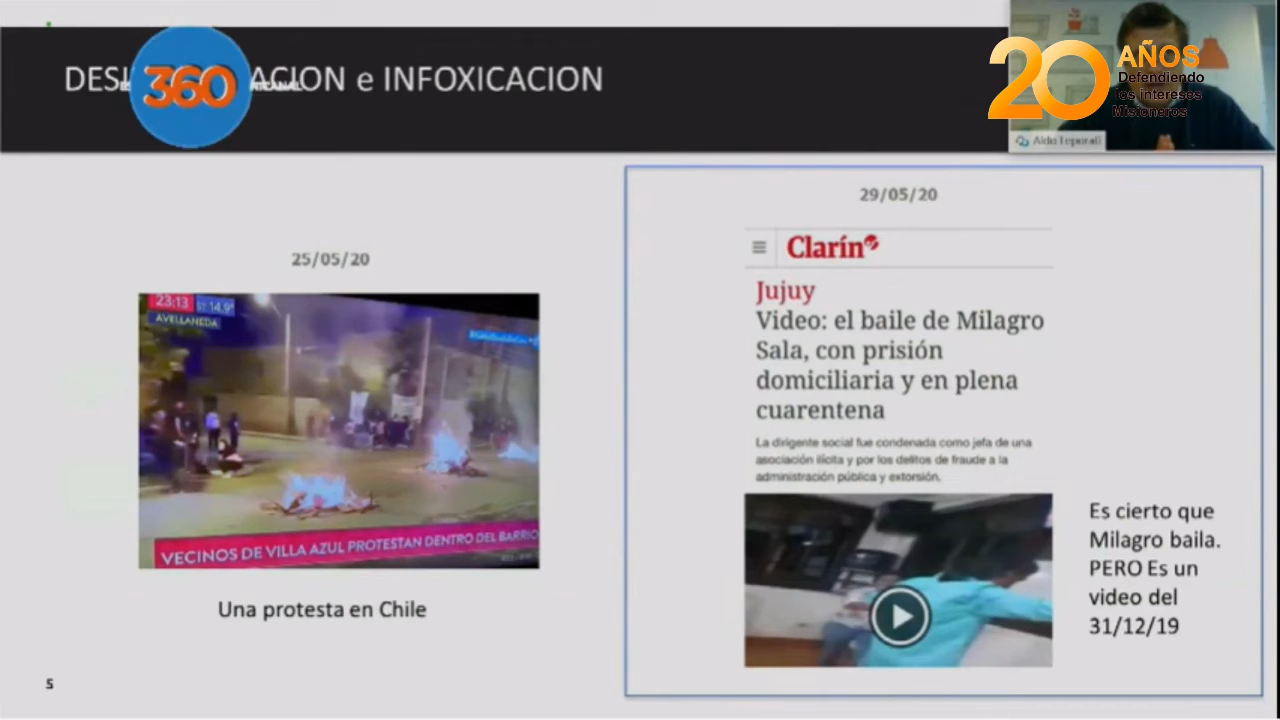 DESI ACION e INFOXICACION
360
20 AÑOS
Defendiendo
los intereses
Misioneros
25/05/20
23:13 ST 14.9°
AVELLANEDA
VECINOS DE VILLA AZUL PROTESTAN DENTRO DEL BARRIO
Una protesta en Chile
5
29/05/20
Clarín
Jujuy
Video: el baile de Milagro
Sala, con prisión
domiciliaria y en plena
cuarentena
La dirigente social fue condenada como jefa de una
asociación ilícita y por los delitos de fraude a la
administración pública y extorsión.
Es cierto que
Milagro baila.
PERO Es un
video del
31/12/19